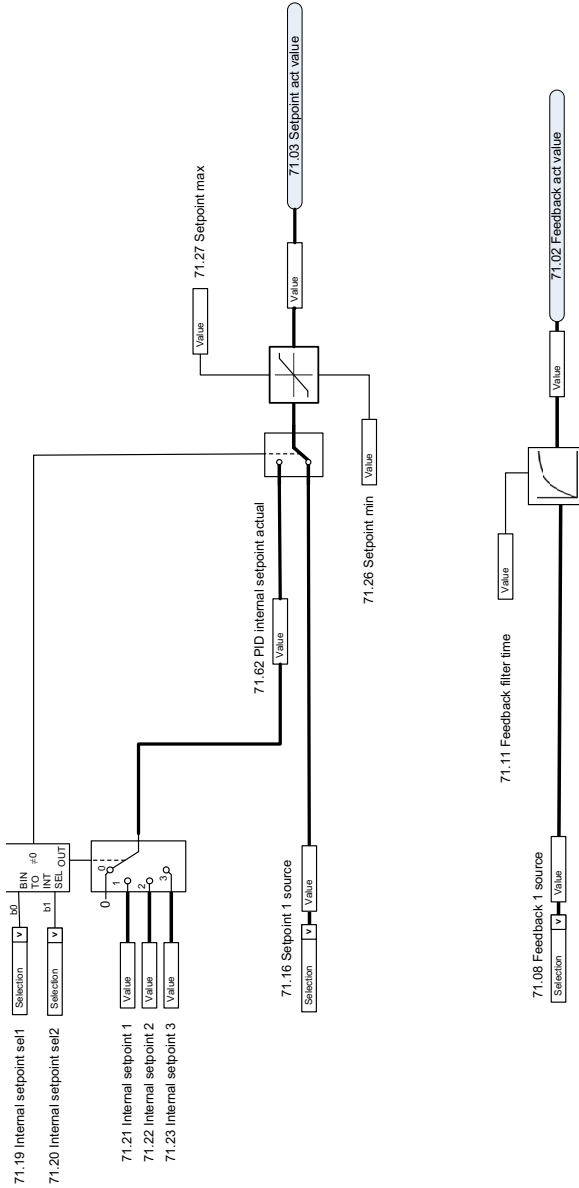 71.19 Internal setpoint sel1
Selection v
b0
71.20 Internal setpoint sel2
Selection v
b1
BIN
TO
INT
SEL OUT
≠0
71.21 Internal setpoint 1
Value
71.22 Internal setpoint 2
Value
71.23 Internal setpoint 3
Value
0
0
1
2
3
71.62 PID internal setpoint actual
Value
71.16 Setpoint 1 source
Selection v
Value
71.27 Setpoint max
Value
71.26 Setpoint min
Value
Value
71.03 Setpoint act value
71.11 Feedback filter time
Value
71.08 Feedback 1 source
Selection v
Value
Value
71.02 Feedback act value